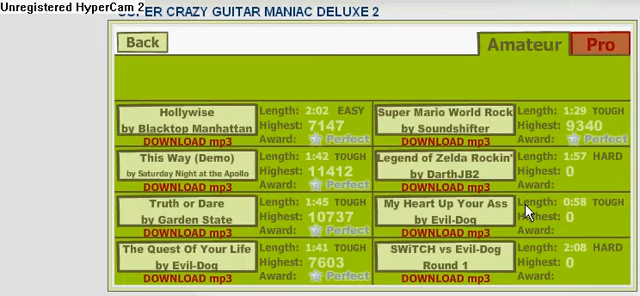 Unregistered HyperCam 2
SUPER CRAZY GUITAR MANIAC DELUXE 2
Back
Amateur
Pro
Hollywise
by Blacktop Manhattan
DOWNLOAD mp3
Length: 2:02 EASY
Highest: 7147
Award: Perfect
Super Mario World Rock
by Soundshifter
DOWNLOAD mp3
Length: 1:29 TOUGH
Highest: 9340
Award: Perfect
This Way (Demo)
by Saturday Night at the Apollo
DOWNLOAD mp3
Length: 1:42 TOUGH
Highest: 11412
Award: Perfect
Legend of Zelda Rockin'
by DarthJB2
DOWNLOAD mp3
Length: 1:57 HARD
Highest: 0
Award:
Truth or Dare
by Garden State
DOWNLOAD mp3
Length: 1:45 TOUGH
Highest: 10737
Award: Perfect
My Heart Up Your Ass
by Evil-Dog
DOWNLOAD mp3
Length: 0:58 TOUGH
Highest: 0
Award:
The Quest Of Your Life
by Evil-Dog
DOWNLOAD mp3
Length: 1:41 TOUGH
Highest: 7603
Award: Perfect
SWiTCH vs Evil-Dog
Round 1
DOWNLOAD mp3
Length: 2:08 HARD
Highest: 0
Award: